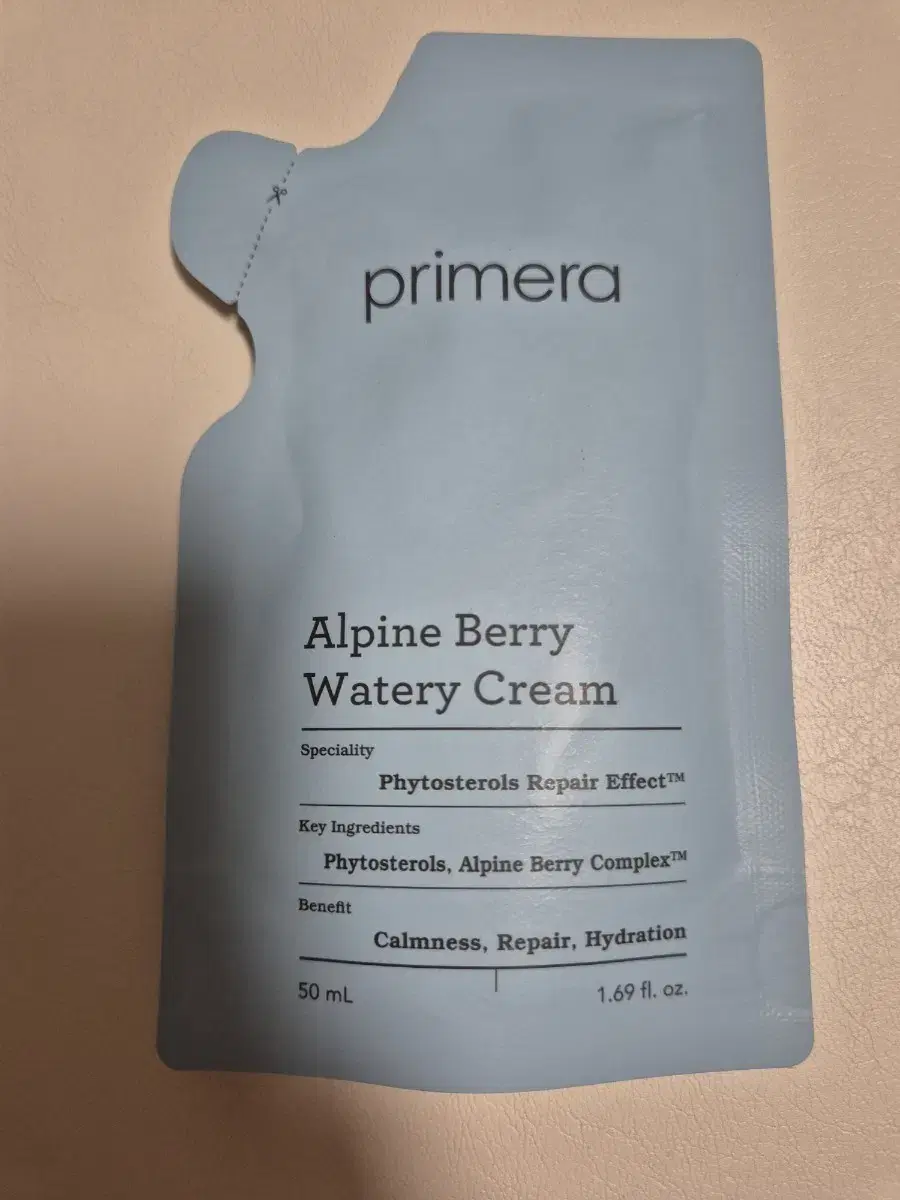 primera
Alpine Berry
Watery Cream
Speciality
Phytosterols Repair Effect™
Key Ingredients
Phytosterols, Alpine Berry Complex™
Benefit
Calmness, Repair, Hydration
50 mL
1.69 fl. oz.